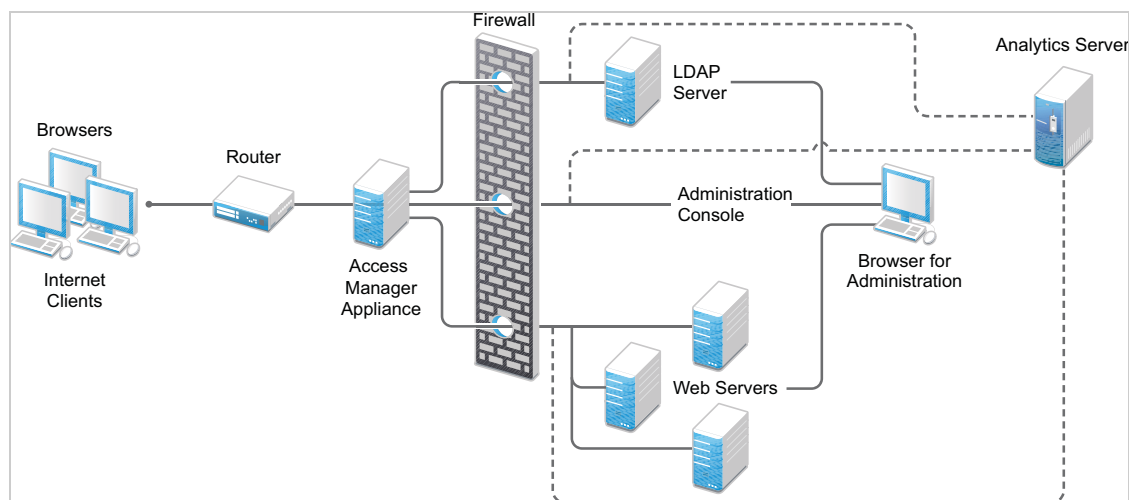 Firewall
Analytics Server
LDAP
Server
Browsers
Router
Administration
Console
Internet
Clients
Access
Manager
Appliance
Browser for
Administration
Web Servers